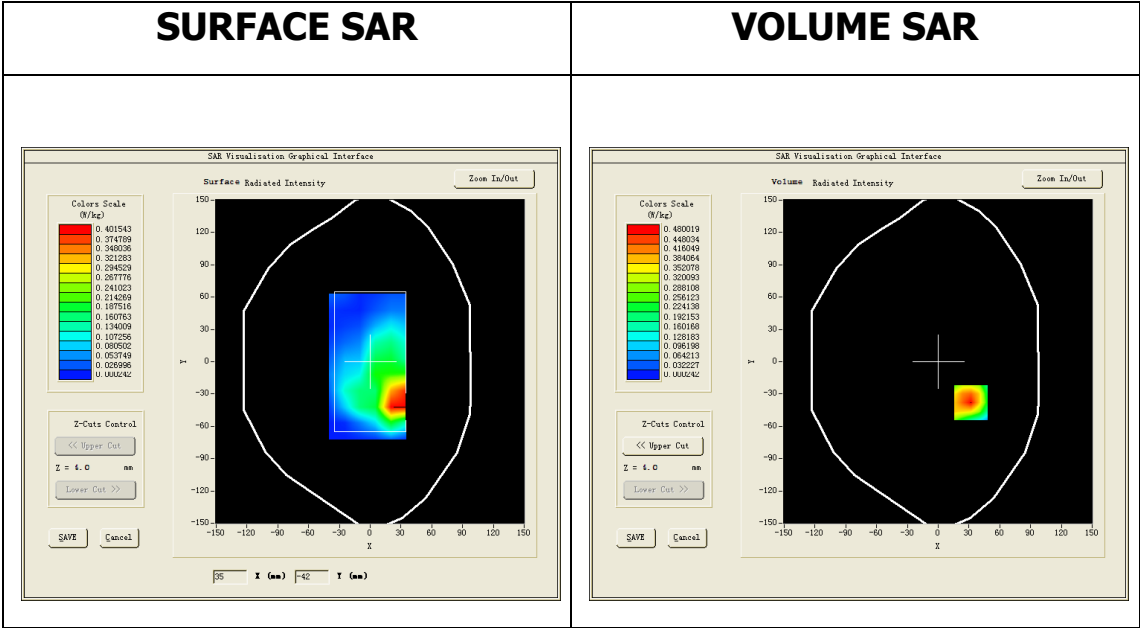 SURFACE SAR
VOLUME SAR
SAR Visualisation Graphical Interface
Surface Radiated Intensity
Zoom In/Out
Colors Scale
(W/kg)
0.401543
0.374789
0.348036
0.321283
0.294529
0.267776
0.241023
0.214269
0.187516
0.160763
0.134009
0.107256
0.080502
0.053749
0.026996
0.000242
Z-Cuts Control
<< Upper Cut
Z = 4.0 mm
Lower Cut >>
SAVE
Cancel
150
120
90
60
30
0
-30
-60
-90
-120
-150
Y
-150 -120 -90 -60 -30 0 30 60 90 120 150
X
35 X (mm) -42 Y (mm)
SAR Visualisation Graphical Interface
Volume Radiated Intensity
Zoom In/Out
Colors Scale
(W/kg)
0.480019
0.448034
0.416049
0.384064
0.352078
0.320093
0.288108
0.256123
0.224138
0.192153
0.160168
0.128183
0.096198
0.064213
0.032227
0.000242
Z-Cuts Control
<< Upper Cut
Z = 4.0 mm
Lower Cut >>
SAVE
Cancel
150
120
90
60
30
0
-30
-60
-90
-120
-150
Y
-150 -120 -90 -60 -30 0 30 60 90 120 150
X